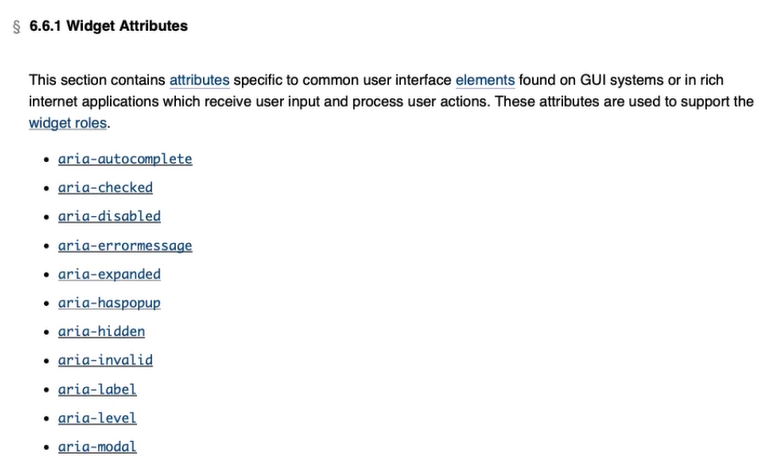 § 6.6.1 Widget Attributes
This section contains attributes specific to common user interface elements found on GUI systems or in rich
internet applications which receive user input and process user actions. These attributes are used to support the
widget roles.
• aria-autocomplete
• aria-checked
• aria-disabled
• aria-errormessage
• aria-expanded
• aria-haspopup
• aria-hidden
• aria-invalid
• aria-label
• aria-level
• aria-modal